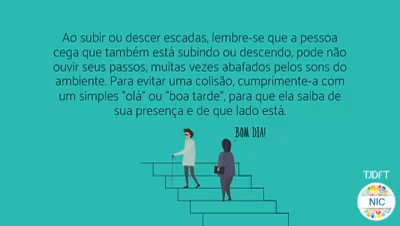 Ao subir ou descer escadas, lembre-se que a pessoa
cega que também está subindo ou descendo, pode não
ouvir seus passos, muitas vezes abafados pelos sons do
ambiente. Para evitar uma colisão, cumprimente-a com
um simples "olá" ou "boa tarde", para que ela saiba de
sua presença e de que lado está.
BOM DIA!
TJDFT
NIC